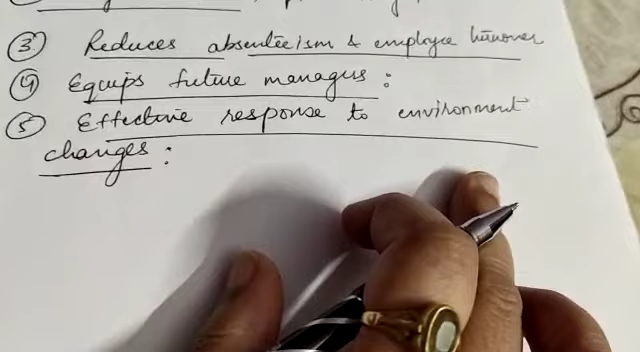 ③ Reduces absenteeism & employee turnover
④ Equips future managers :
⑤ Effective response to environment
changes :